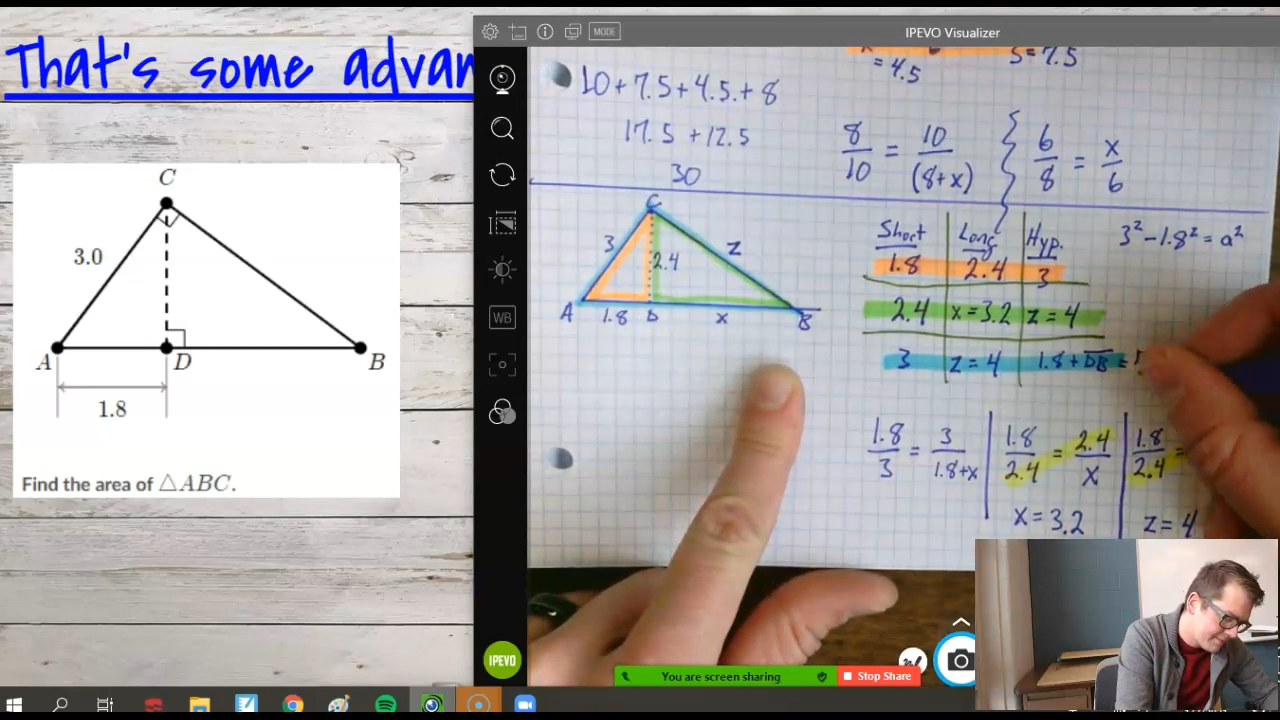 That's some advan
C
3.0
A
D
B
1.8
Find the area of △ABC.
IPEVO Visualizer
MODE
WB
IPEVO
10+7.5+4.5+8
17.5 +12.5
30
= 4.5
S=7.5
8/10 = 10/(8+x)
6/8 = x/6
C
3
z
2.4
A
1.8
D
x
B
Short Long Hyp.
1.8 2.4 3
2.4 x=3.2 z=4
3 z=4 1.8+DB=
3²-1.8²=a²
1.8/3 = 3/1.8+x
1.8/2.4 = 2.4/x
1.8/2.4 =
x=3.2
z=4
You are screen sharing
Stop Share